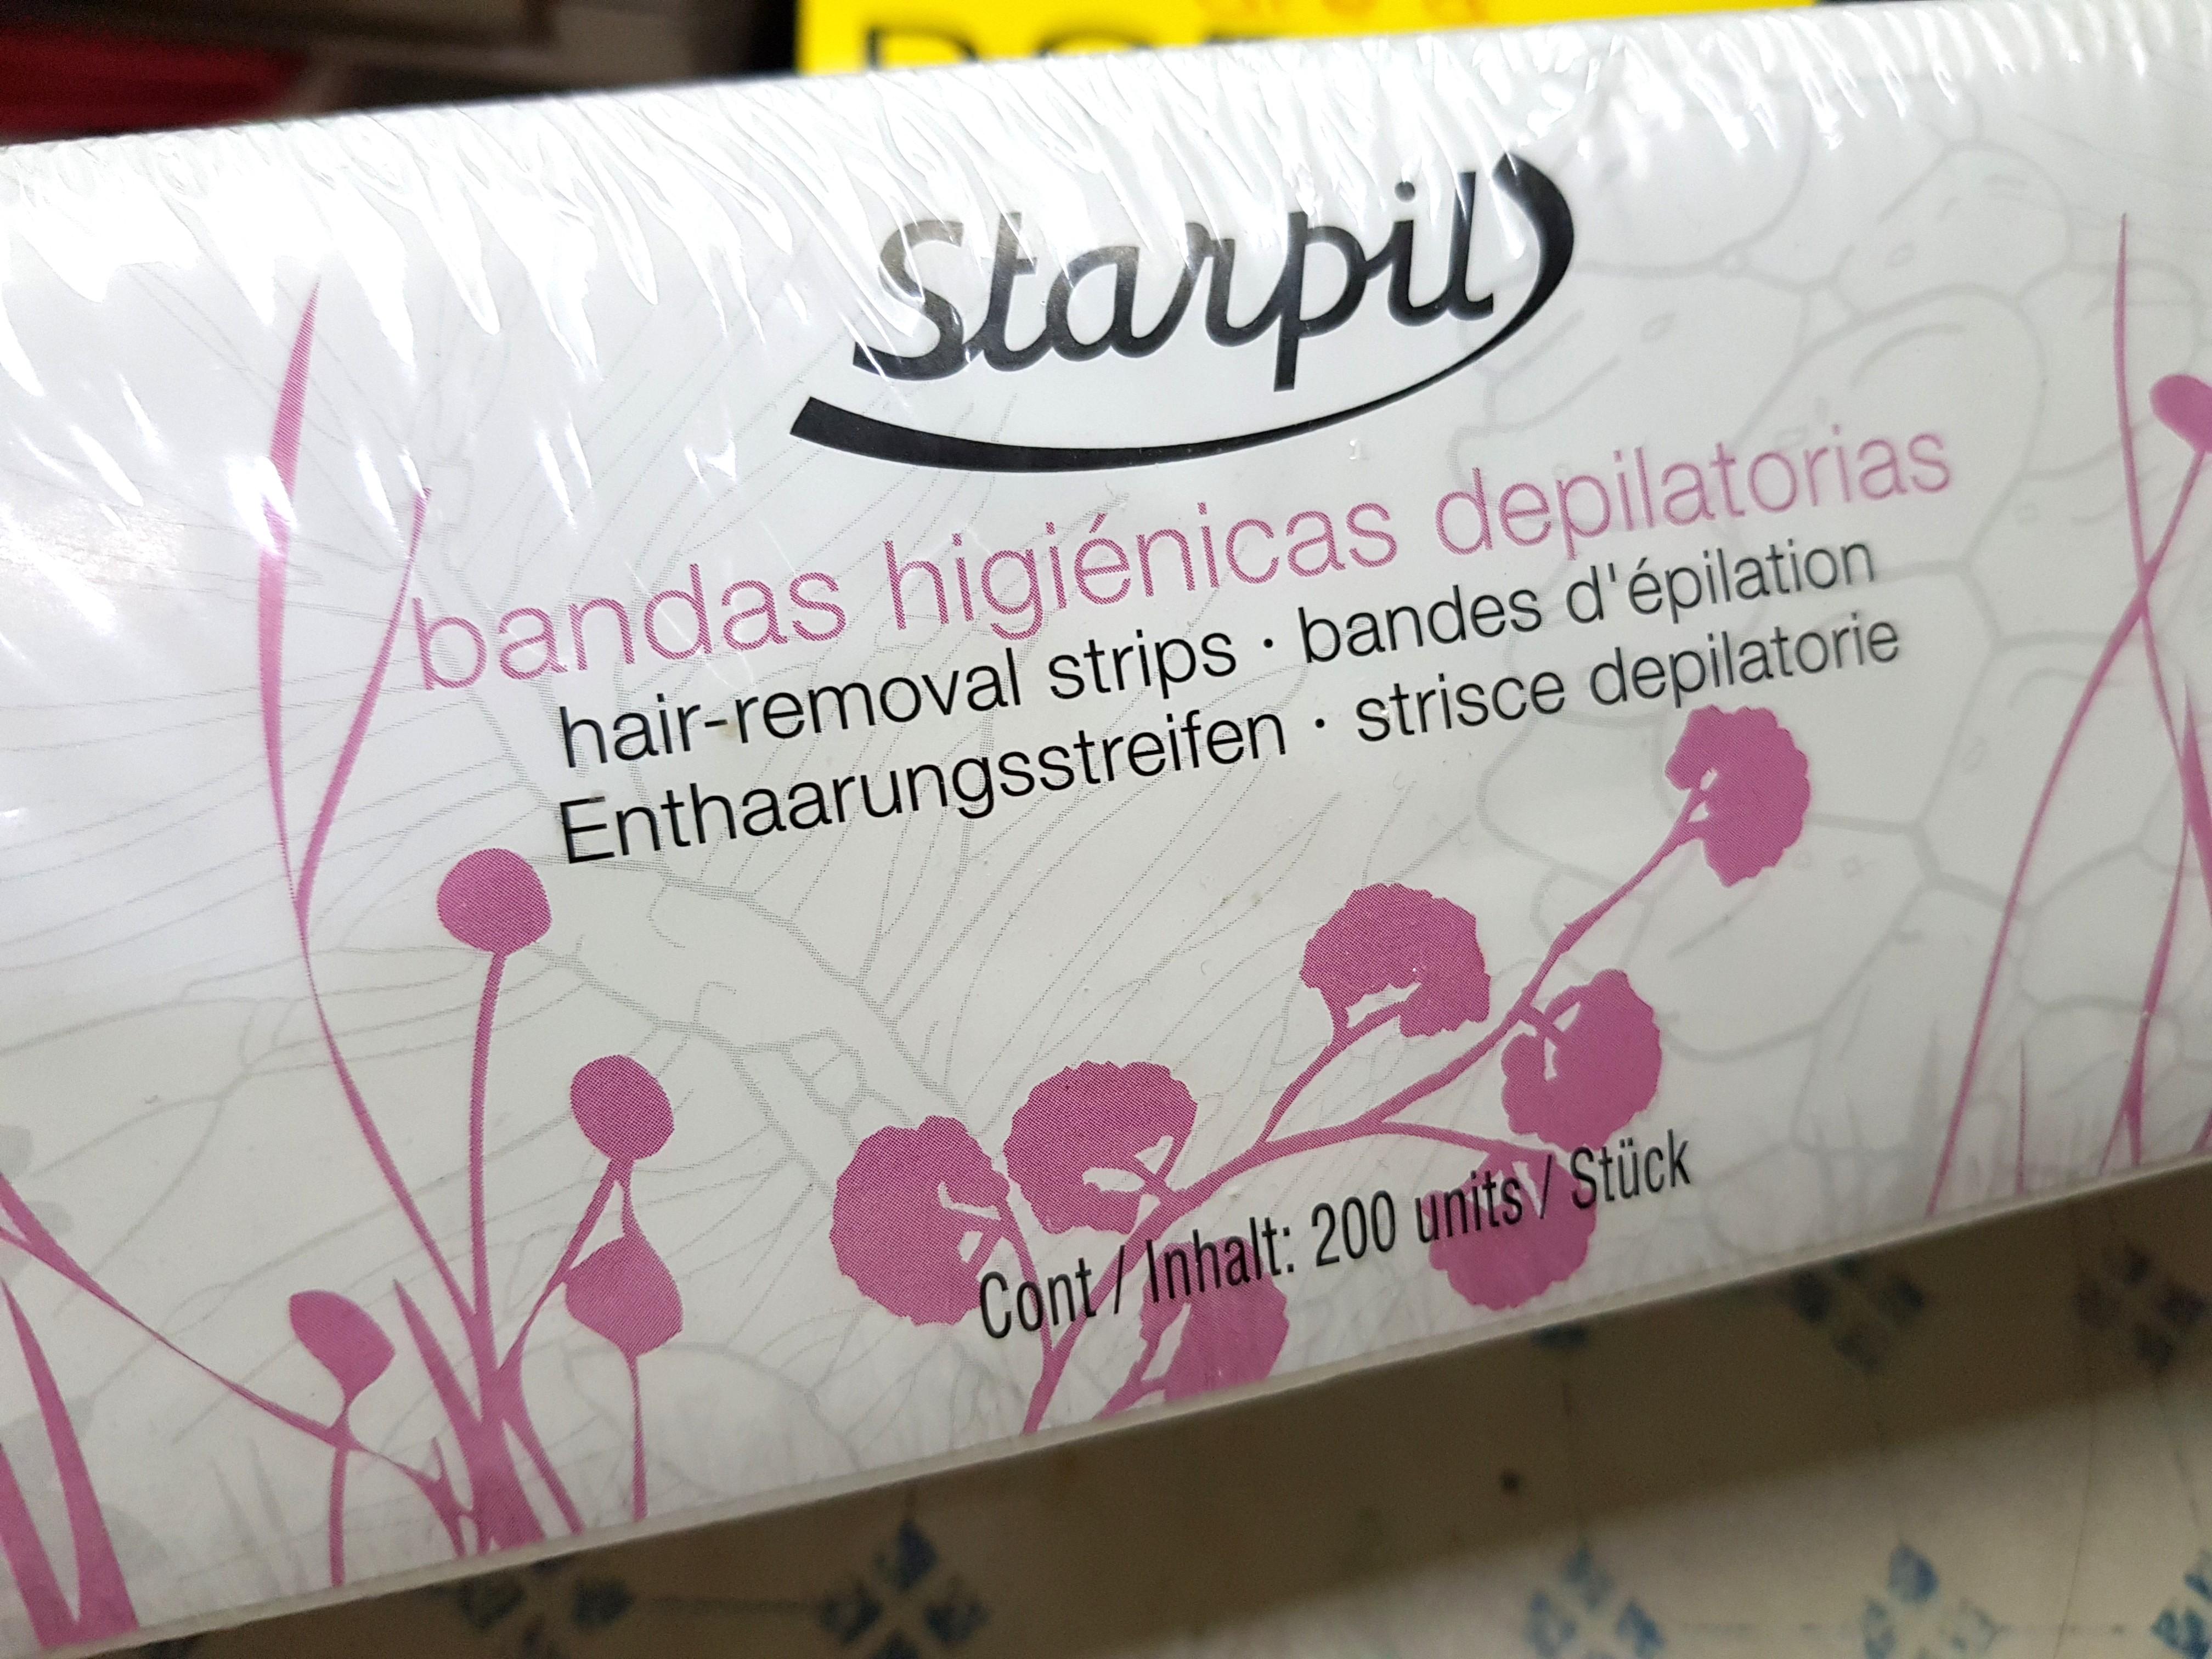 Starpil
bandas higiénicas depilatorias
hair-removal strips · bandes d'épilation
Enthaarungsstreifen · strisce depilatorie
Cont / Inhalt: 200 units / Stück